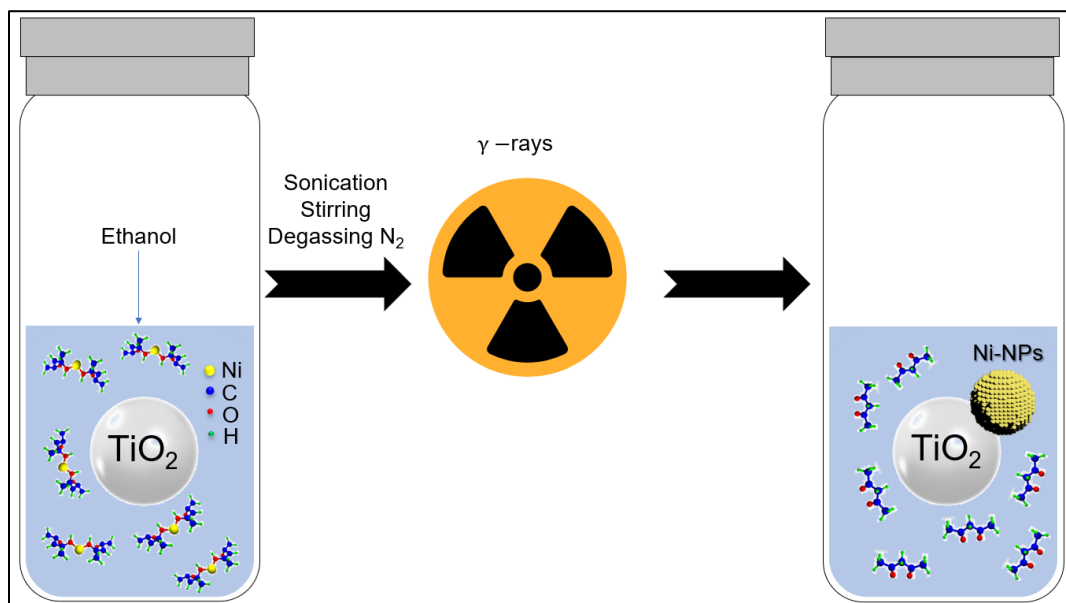 Ethanol
Ni
C
O
H
TiO₂
Sonication
Stirring
Degassing N₂
γ –rays
Ni-NPs
TiO₂